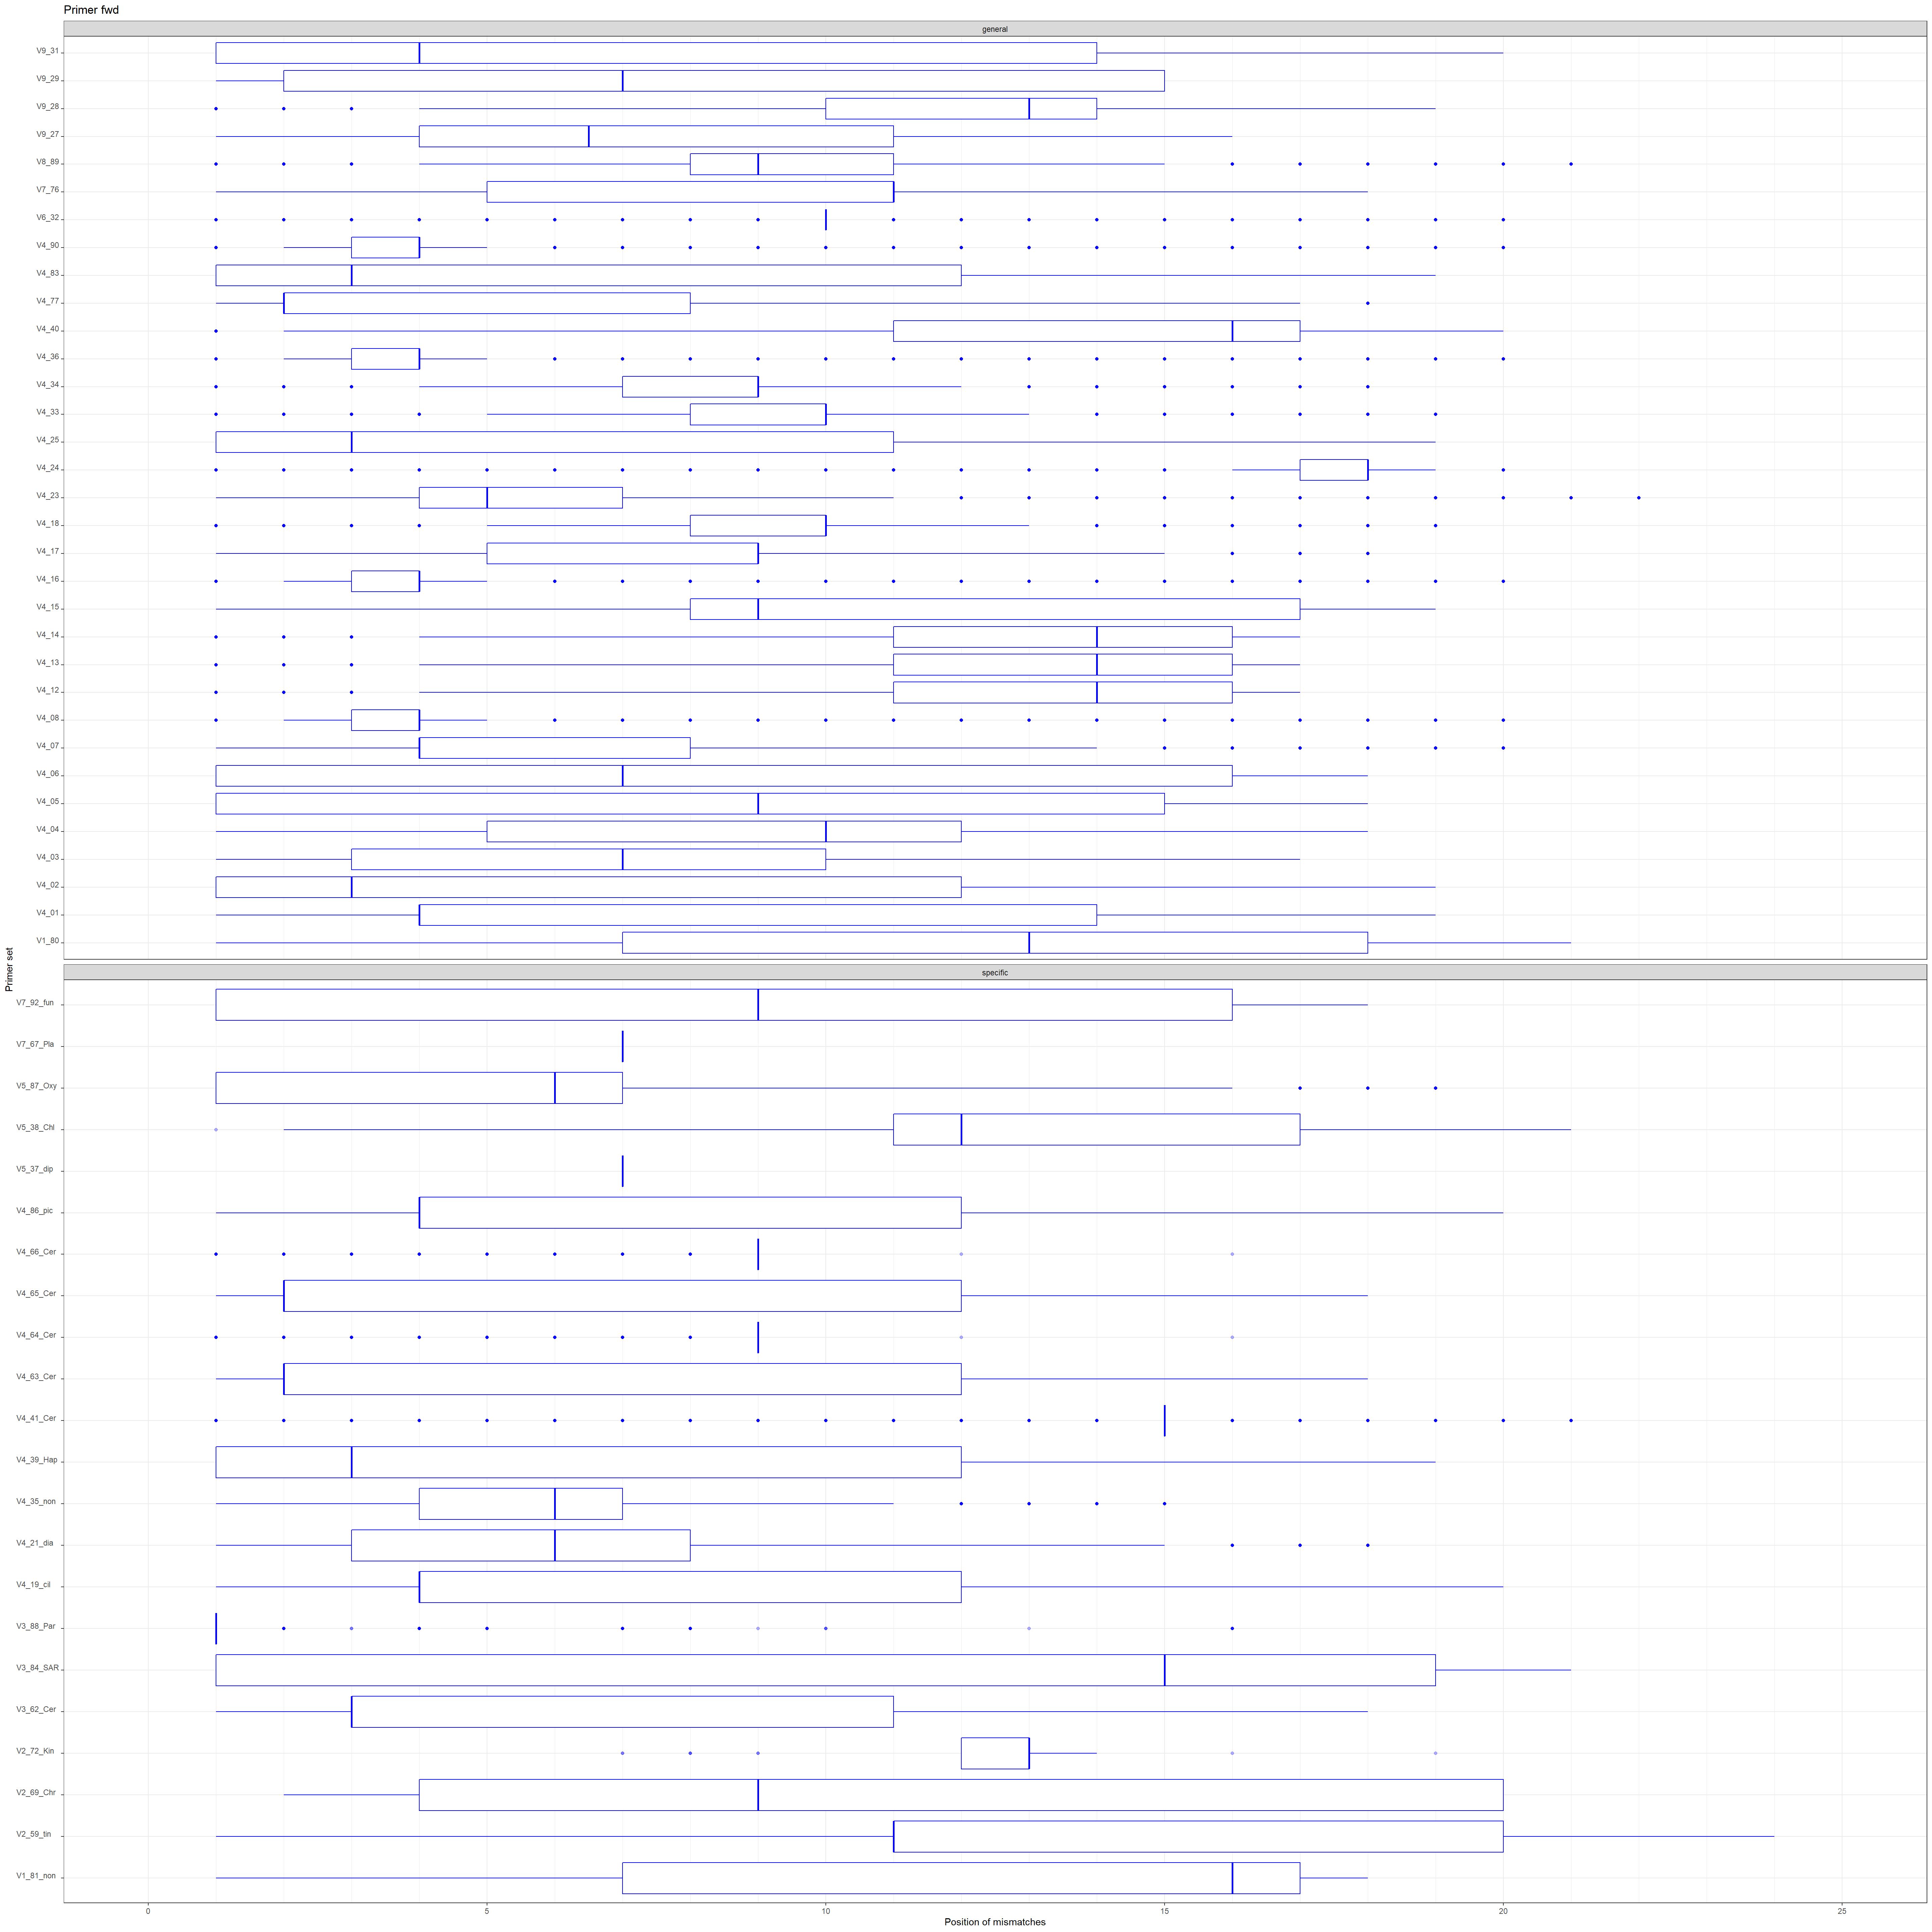 Primer fwd
general
V9_31
V9_29
V9_28
V9_27
V8_89
V7_76
V6_32
V4_90
V4_83
V4_77
V4_40
V4_36
V4_34
V4_33
V4_25
V4_24
V4_23
V4_18
V4_17
V4_16
V4_15
V4_14
V4_13
V4_12
V4_08
V4_07
V4_06
V4_05
V4_04
V4_03
V4_02
V4_01
V1_80
Primer set
specific
V7_92_fun
V7_67_Pla
V5_87_Oxy
V5_38_Chl
V5_37_dip
V4_86_pic
V4_66_Cer
V4_65_Cer
V4_64_Cer
V4_63_Cer
V4_41_Cer
V4_39_Hap
V4_35_non
V4_21_dia
V4_19_cil
V3_88_Par
V3_84_SAR
V3_62_Cer
V2_72_Kin
V2_69_Chr
V2_59_tin
V1_81_non
0 5 10 15 20 25
Position of mismatches